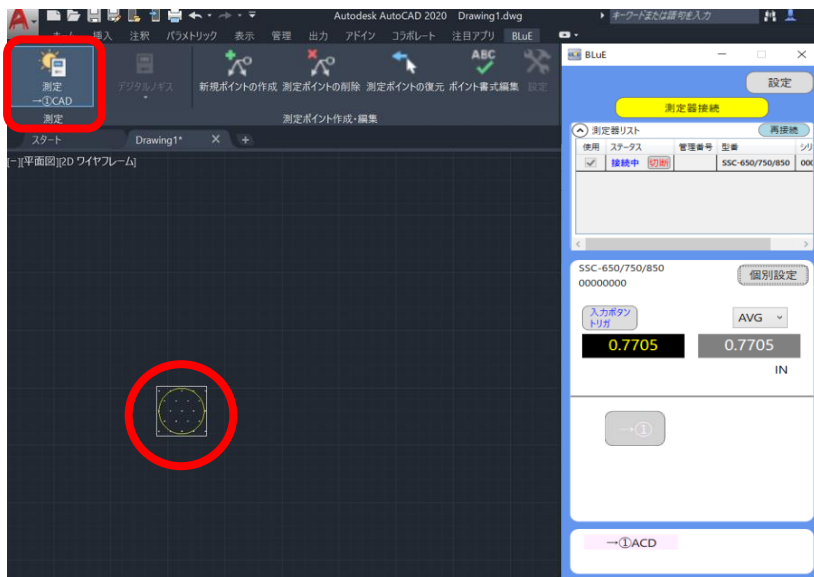 Autodesk AutoCAD 2020 Drawing1.dwg
キーワードまたは語句を入力
ホーム 挿入 注釈 パラメトリック 表示 管理 出力 アドイン コラボレート 注目アプリ BLuE
測定
→①CAD
デジタルノギス
新規ポイントの作成 測定ポイントの削除 測定ポイントの復元 ポイント書式編集 設定
ABC
測定
測定ポイント作成・編集
スタート Drawing1* +
[-][平面図][2D ワイヤフレーム]
BLuE
設定
測定器接続
測定器リスト 再接続
使用 ステータス 管理番号 型番 シリ
接続中 切断 SSC-650/750/850 000
SSC-650/750/850
00000000
個別設定
入力ボタン
トリガ
AVG
0.7705 0.7705
IN
→①
→①ACD